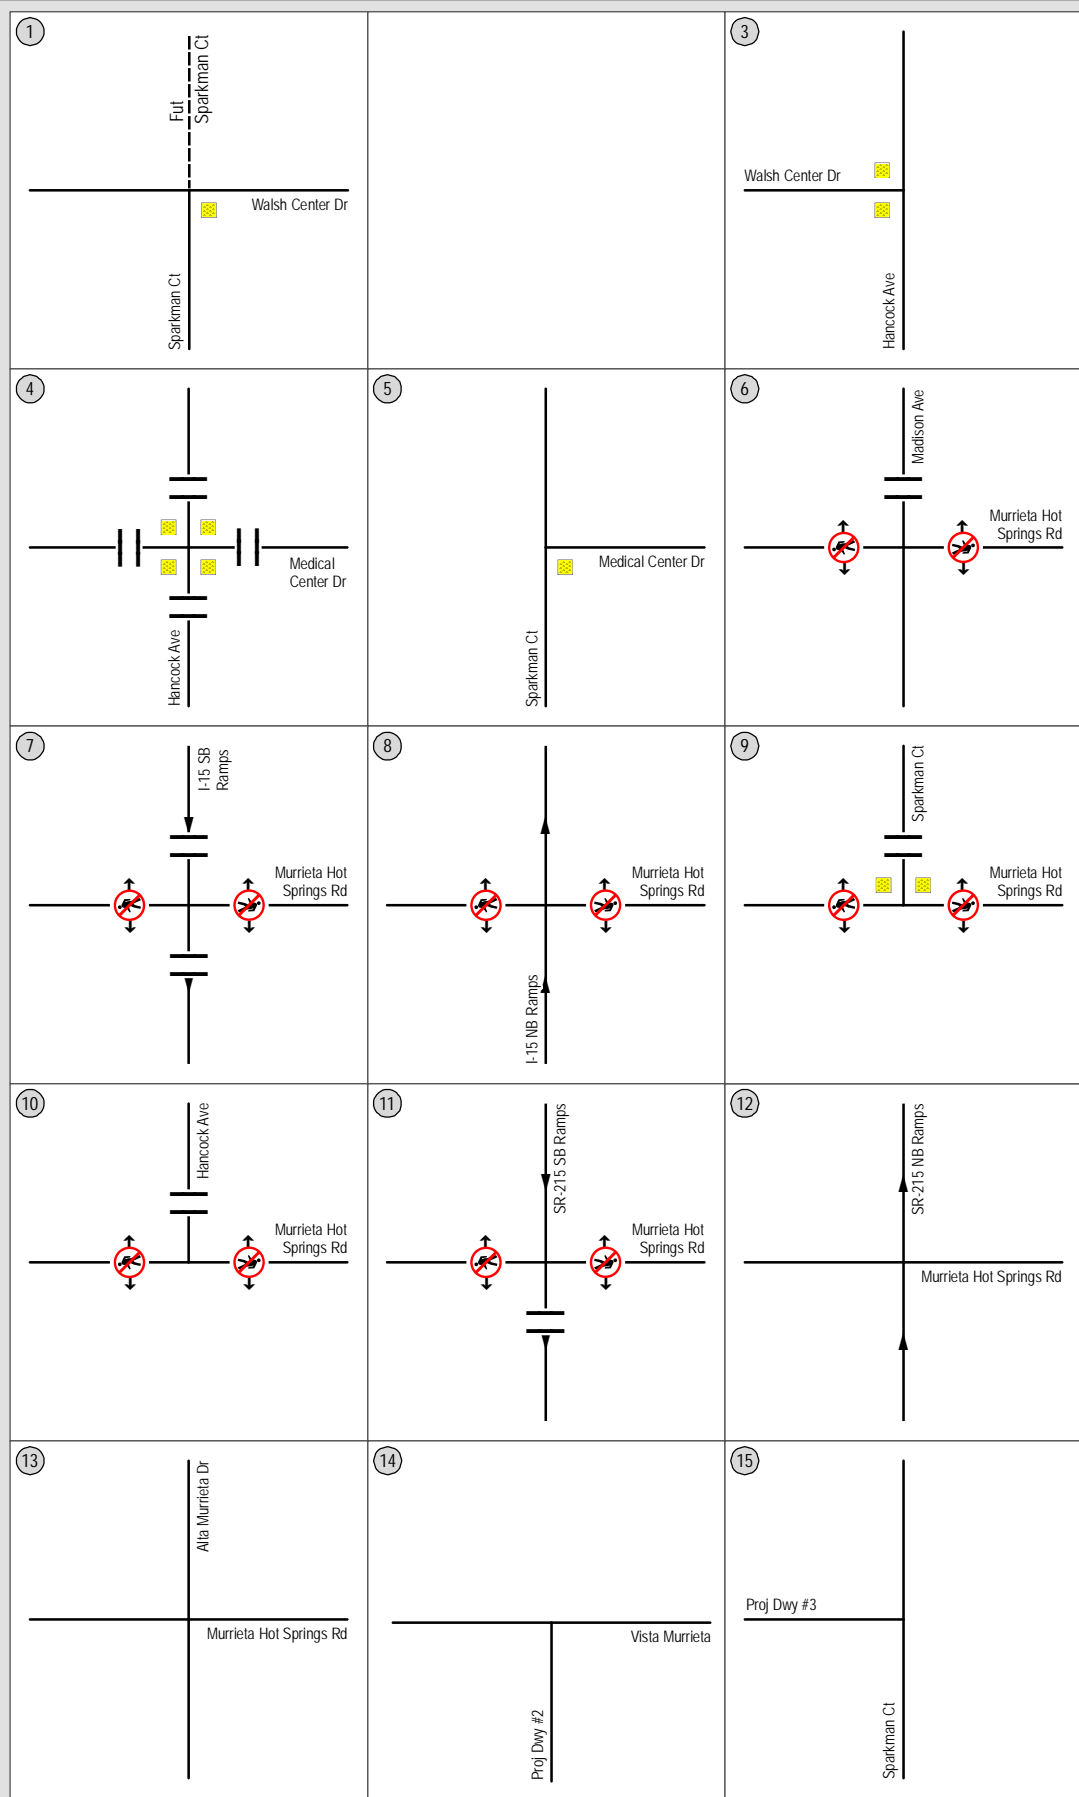 1
Fut
Sparkman Ct
Walsh Center Dr
Sparkman Ct
3
Walsh Center Dr
Hancock Ave
4
Medical
Center Dr
Hancock Ave
5
Medical Center Dr
Sparkman Ct
6
Madison Ave
Murrieta Hot
Springs Rd
7
I-15 SB
Ramps
Murrieta Hot
Springs Rd
8
Murrieta Hot
Springs Rd
I-15 NB Ramps
9
Sparkman Ct
Murrieta Hot
Springs Rd
10
Hancock Ave
Murrieta Hot
Springs Rd
11
SR-215 SB Ramps
Murrieta Hot
Springs Rd
12
SR-215 NB Ramps
Murrieta Hot Springs Rd
13
Alta Murrieta Dr
Murrieta Hot Springs Rd
14
Vista Murrieta
Proj Dwy #2
15
Proj Dwy #3
Sparkman Ct